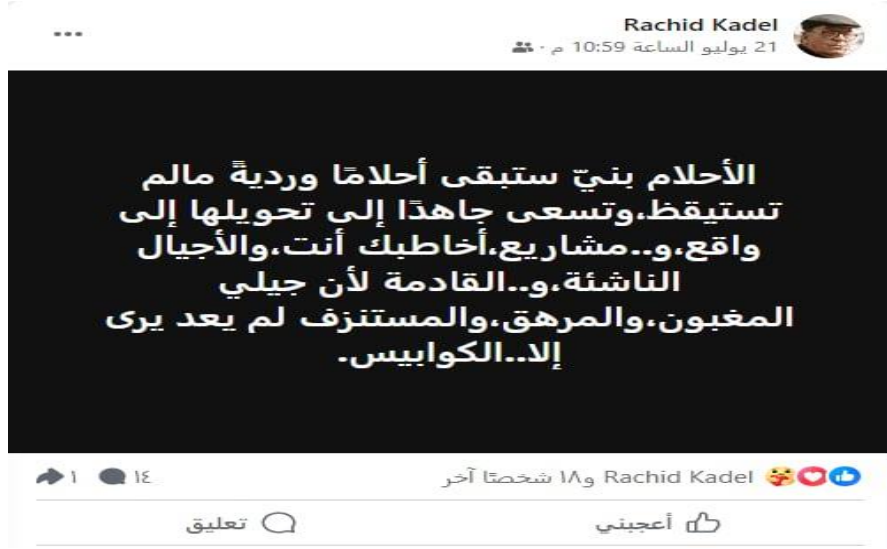 Rachid Kadel
21 يوليو الساعة 10:59 م ·
الأحلام بنيّ ستبقى أحلامًا ورديةً مالم
تستيقظ،وتسعى جاهدًا إلى تحويلها إلى
واقع،و..مشاريع،أخاطبك أنت،والأجيال
الناشئة،و..القادمة لأن جيلي
المغبون،والمرهق،والمستنزف لم يعد يرى
إلا..الكوابيس.
Rachid Kadel و١٨ شخصًا آخر
١٤
١
أعجبني
تعليق